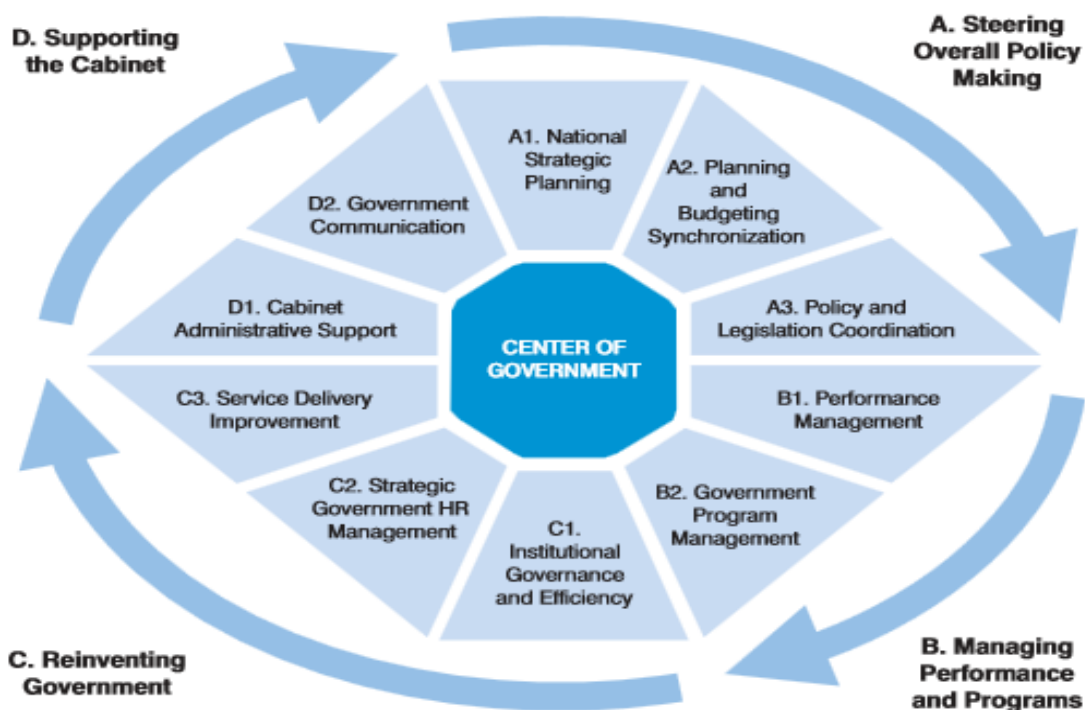 D. Supporting
the Cabinet
A. Steering
Overall Policy
Making
A1. National
Strategic
Planning
A2. Planning
and
Budgeting
Synchronization
A3. Policy and
Legislation Coordination
B1. Performance
Management
B2. Government
Program
Management
C1.
Institutional
Governance
and Efficiency
C2. Strategic
Government HR
Management
C3. Service Delivery
Improvement
D1. Cabinet
Administrative Support
D2. Government
Communication
CENTER OF
GOVERNMENT
C. Reinventing
Government
B. Managing
Performance
and Programs